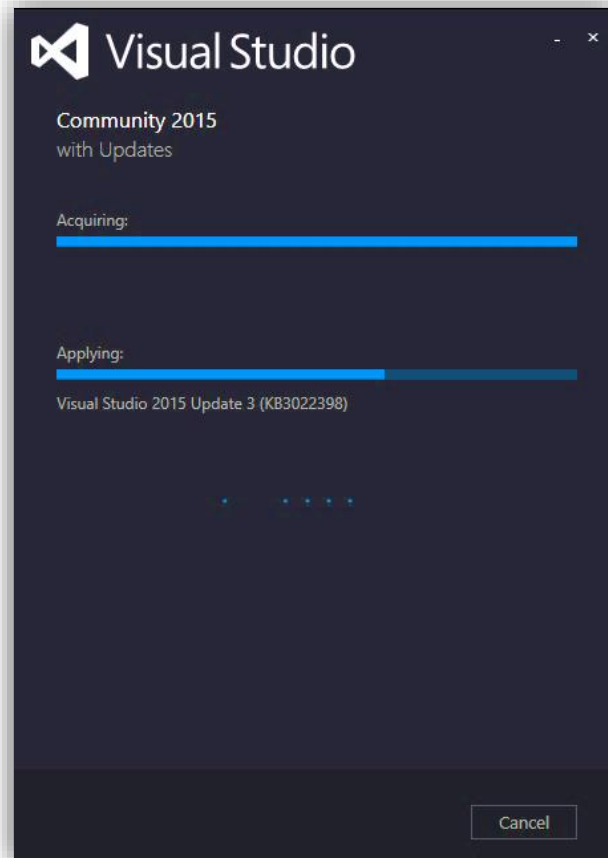 Visual Studio
Community 2015
with Updates
Acquiring:
Applying:
Visual Studio 2015 Update 3 (KB3022398)
Cancel